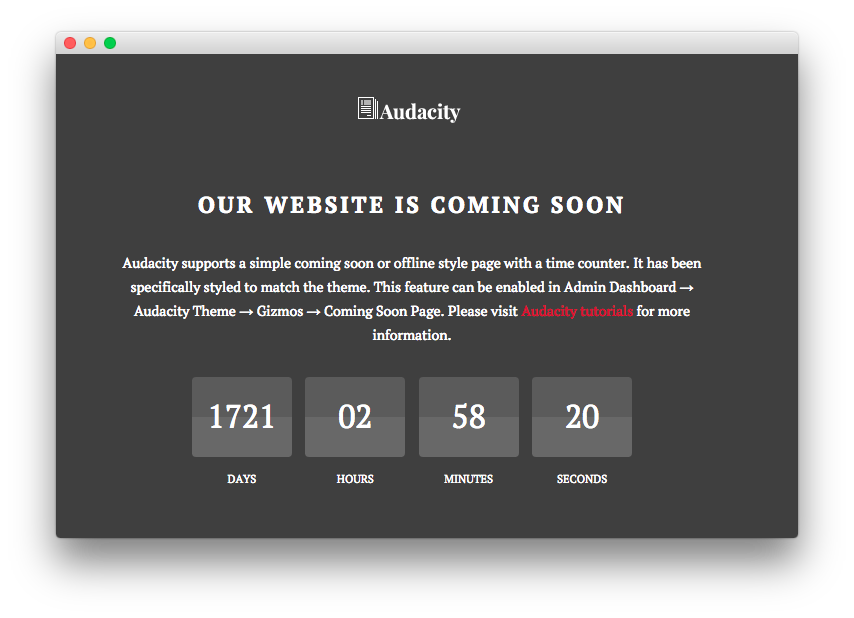 Audacity
OUR WEBSITE IS COMING SOON
Audacity supports a simple coming soon or offline style page with a time counter. It has been
specifically styled to match the theme. This feature can be enabled in Admin Dashboard →
Audacity Theme → Gizmos → Coming Soon Page. Please visit Audacity tutorials for more
information.
1721 02 58 20
DAYS HOURS MINUTES SECONDS